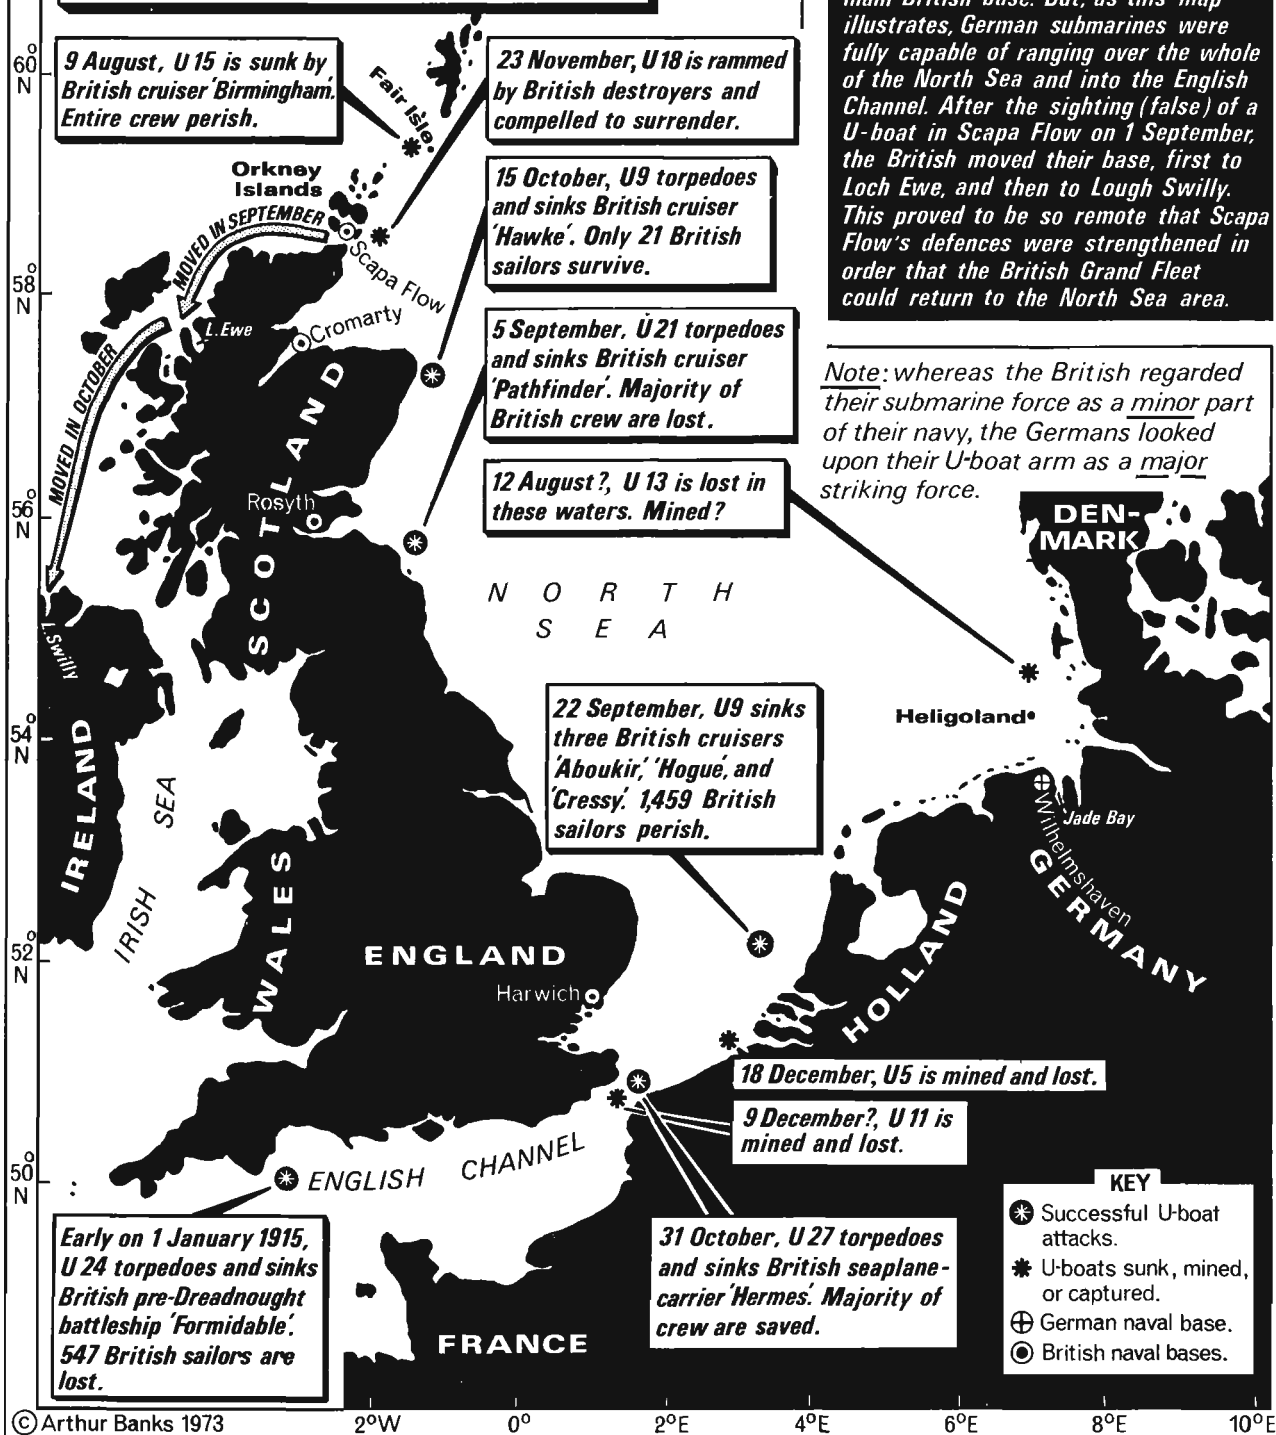 main British base. But, as this map
illustrates, German submarines were
fully capable of ranging over the whole
of the North Sea and into the English
Channel. After the sighting (false) of a
U-boat in Scapa Flow on 1 September,
the British moved their base, first to
Loch Ewe, and then to Lough Swilly.
This proved to be so remote that Scapa
Flow's defences were strengthened in
order that the British Grand Fleet
could return to the North Sea area.
60°
N
9 August, U 15 is sunk by
British cruiser 'Birmingham'.
Entire crew perish.
Fair Isle
23 November, U 18 is rammed
by British destroyers and
compelled to surrender.
Orkney
Islands
15 October, U9 torpedoes
and sinks British cruiser
'Hawke'. Only 21 British
sailors survive.
MOVED IN SEPTEMBER
Scapa Flow
58°
N
L. Ewe
Cromarty
5 September, U 21 torpedoes
and sinks British cruiser
'Pathfinder'. Majority of
British crew are lost.
Note: whereas the British regarded
their submarine force as a minor part
of their navy, the Germans looked
upon their U-boat arm as a major
striking force.
MOVED IN OCTOBER
SCOTLAND
12 August?, U 13 is lost in
these waters. Mined?
56°
N
Rosyth
DEN-
MARK
NORTH
SEA
L. Swilly
54°
N
22 September, U9 sinks
three British cruisers
'Aboukir,' 'Hogue', and
'Cressy'. 1,459 British
sailors perish.
Heligoland
IRELAND
IRISH SEA
Jade Bay
Wilhelmshaven
GERMANY
WALES
HOLLAND
52°
N
ENGLAND
Harwich
18 December, U5 is mined and lost.
9 December?, U 11 is
mined and lost.
50°
N
ENGLISH CHANNEL
Early on 1 January 1915,
U 24 torpedoes and sinks
British pre-Dreadnought
battleship 'Formidable'.
547 British sailors are
lost.
31 October, U 27 torpedoes
and sinks British seaplane-
carrier 'Hermes'. Majority of
crew are saved.
FRANCE
KEY
Successful U-boat
attacks.
U-boats sunk, mined,
or captured.
German naval base.
British naval bases.
© Arthur Banks 1973
2°W
0°
2°E
4°E
6°E
8°E
10°E